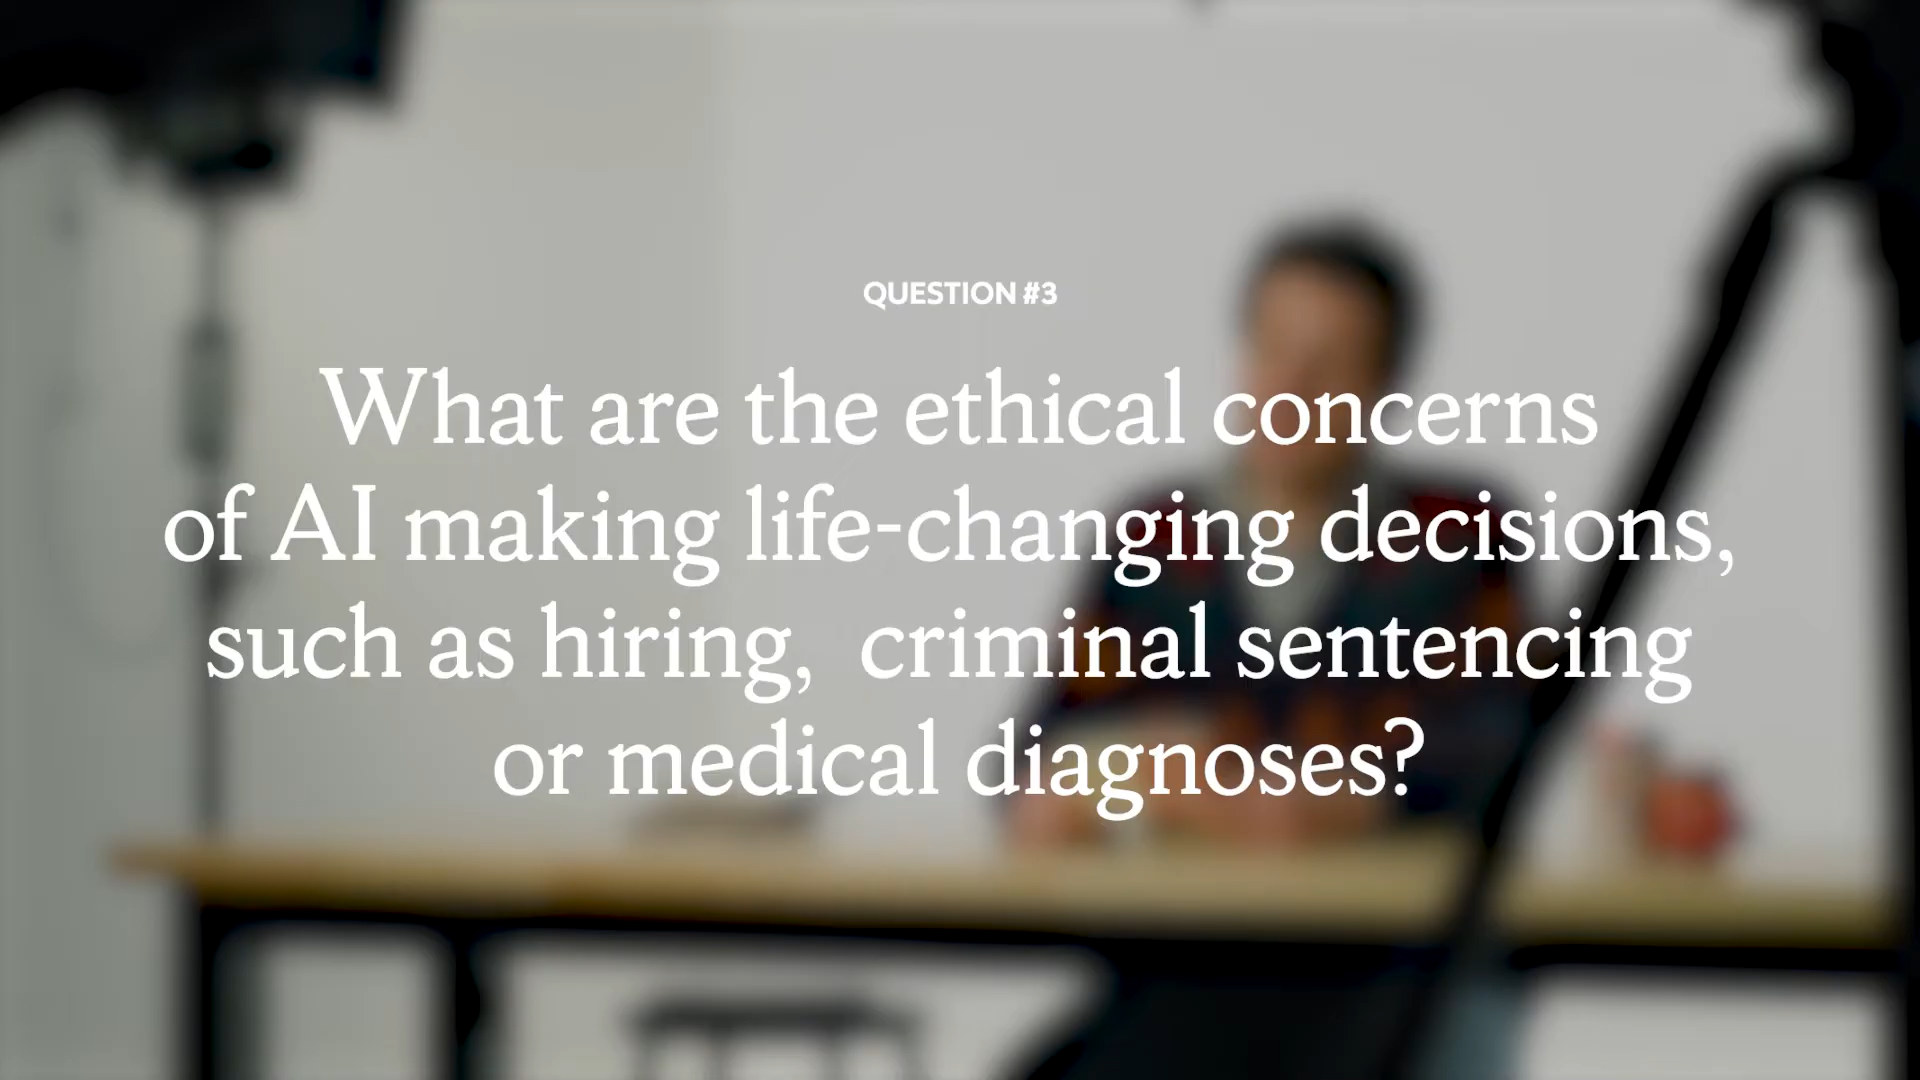 QUESTION #3
What are the ethical concerns
of AI making life-changing decisions,
such as hiring,  criminal sentencing
or medical diagnoses?